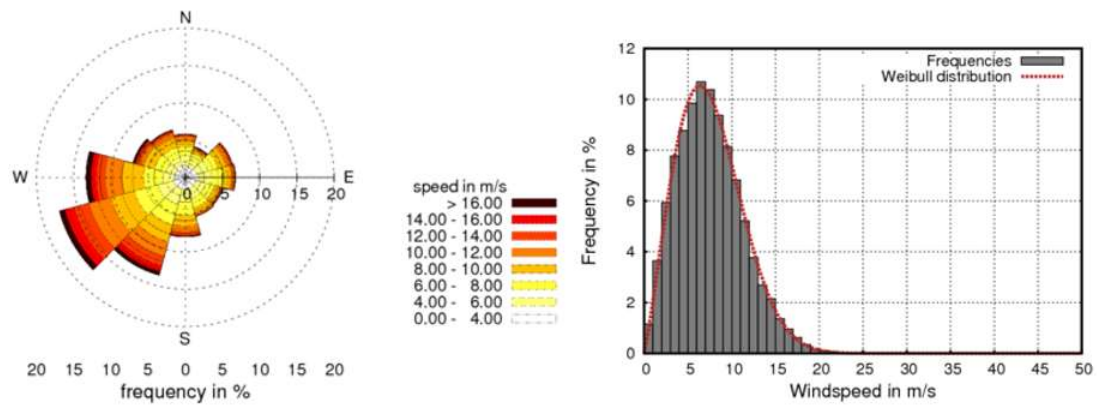 N
W
E
S
0 5 10 15 20
20 15 10 5 0 5 10 15 20
frequency in %
speed in m/s
> 16.00
14.00 - 16.00
12.00 - 14.00
10.00 - 12.00
8.00 - 10.00
6.00 - 8.00
4.00 - 6.00
0.00 - 4.00
12
10
8
6
4
2
0
Frequency in %
Frequencies
Weibull distribution
0 5 10 15 20 25 30 35 40 45 50
Windspeed in m/s